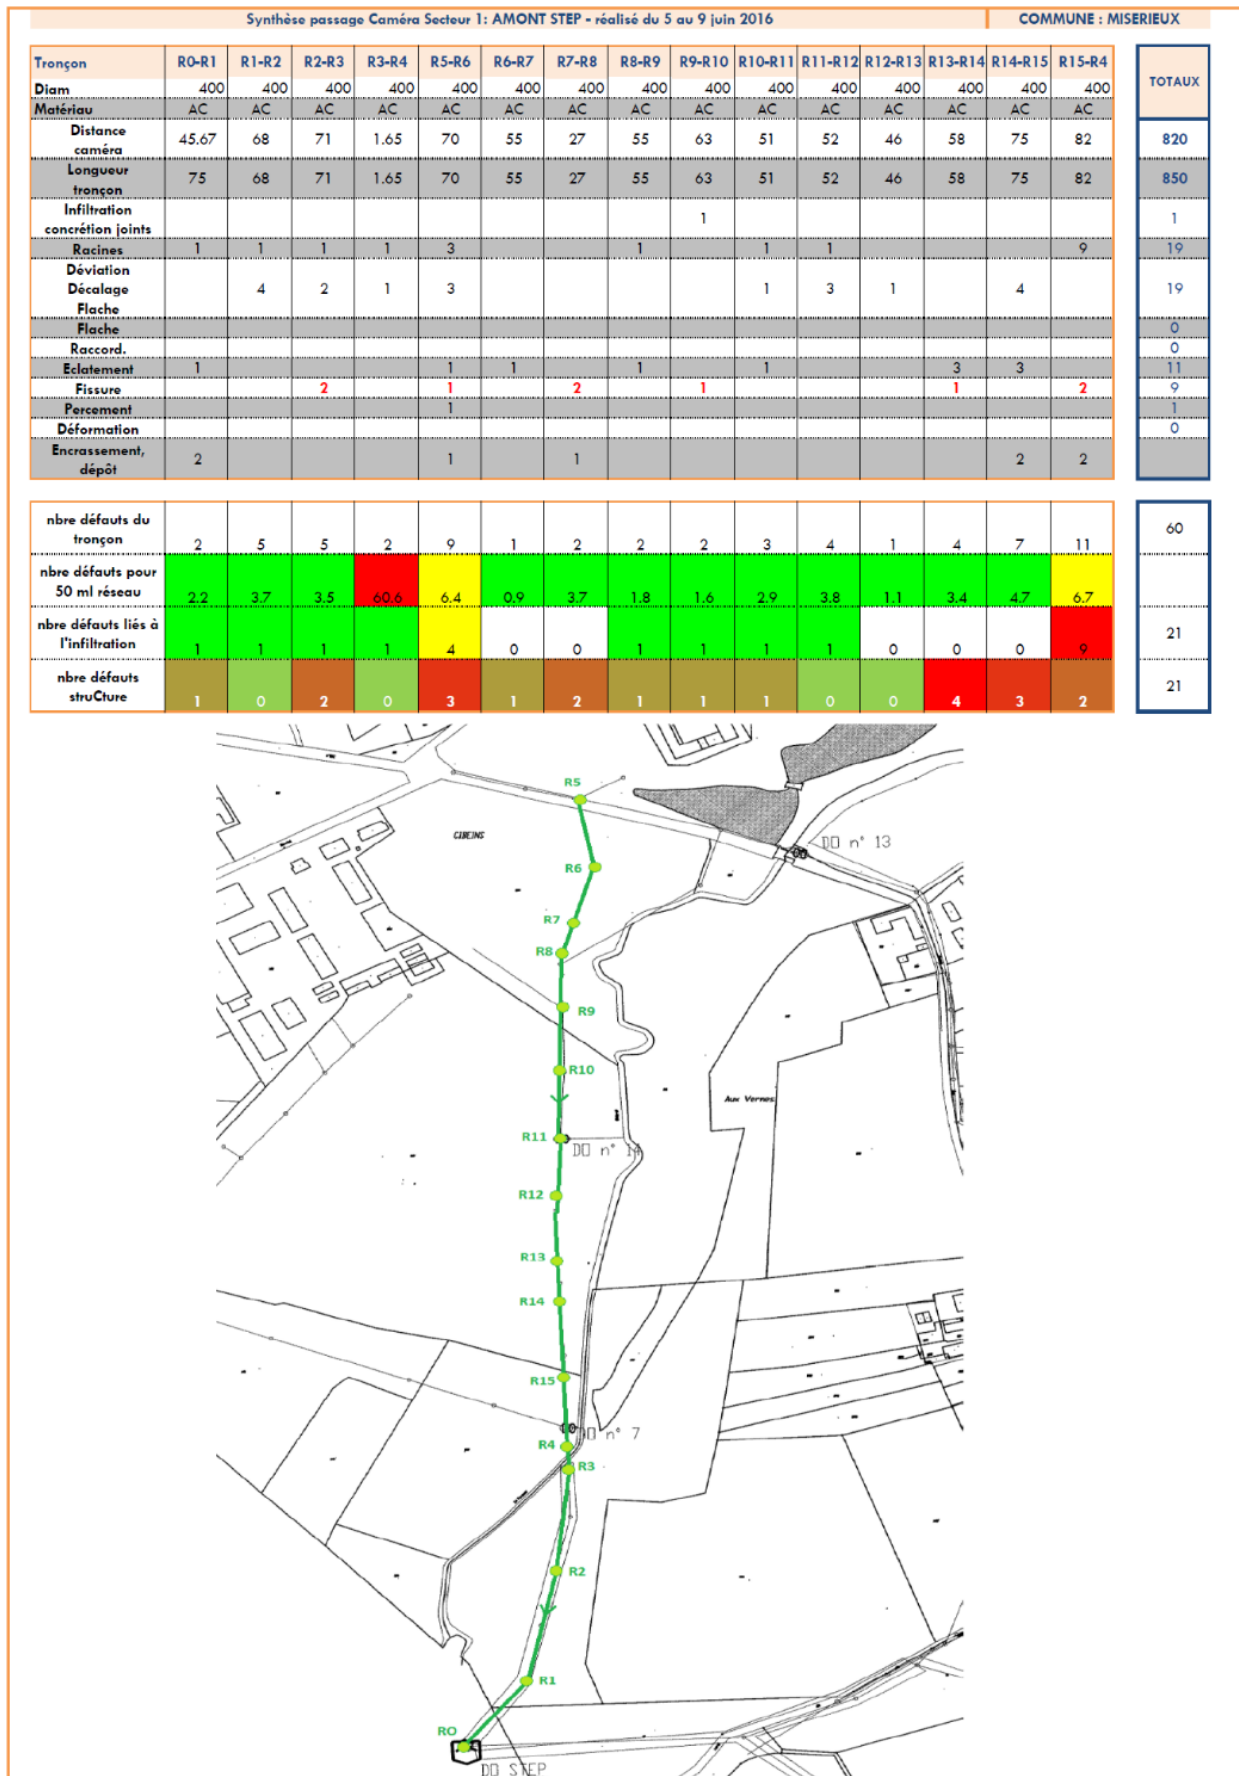 Synthèse passage Caméra Secteur 1: AMONT STEP - réalisé du 5 au 9 juin 2016 COMMUNE : MISERIEUX
Tronçon R0-R1 R1-R2 R2-R3 R3-R4 R5-R6 R6-R7 R7-R8 R8-R9 R9-R10 R10-R11 R11-R12 R12-R13 R13-R14 R14-R15 R15-R4 TOTAUX
Diam 400 400 400 400 400 400 400 400 400 400 400 400 400 400 400
Matériau AC AC AC AC AC AC AC AC AC AC AC AC AC AC AC
Distance caméra 45.67 68 71 1.65 70 55 27 55 63 51 52 46 58 75 82 820
Longueur tronçon 75 68 71 1.65 70 55 27 55 63 51 52 46 58 75 82 850
Infiltration concrétion joints 1 1
Racines 1 1 1 1 3 1 1 1 9 19
Déviation Décalage Flache 4 2 1 3 1 3 1 4 19
Flache 0
Raccord. 0
Eclatement 1 1 1 1 1 3 3 11
Fissure 2 1 2 1 1 2 9
Percement 1 1
Déformation 0
Encrassement, dépôt 2 1 1 2 2
nbre défauts du tronçon 2 5 5 2 9 1 2 2 2 3 4 1 4 7 11 60
nbre défauts pour 50 ml réseau 2.2 3.7 3.5 60.6 6.4 0.9 3.7 1.8 1.6 2.9 3.8 1.1 3.4 4.7 6.7
nbre défauts liés à l'infiltration 1 1 1 1 4 0 0 1 1 1 1 0 0 0 9 21
nbre défauts struCture 1 0 2 0 3 1 2 1 1 1 0 0 4 3 2 21
R5
CIBEINS
DO n° 13
R6
R7
R8
R9
R10
Aux Vernes
R11
DO n° 14
R12
R13
R14
R15
DO n° 7
R4
R3
R2
R1
RO
DO STEP